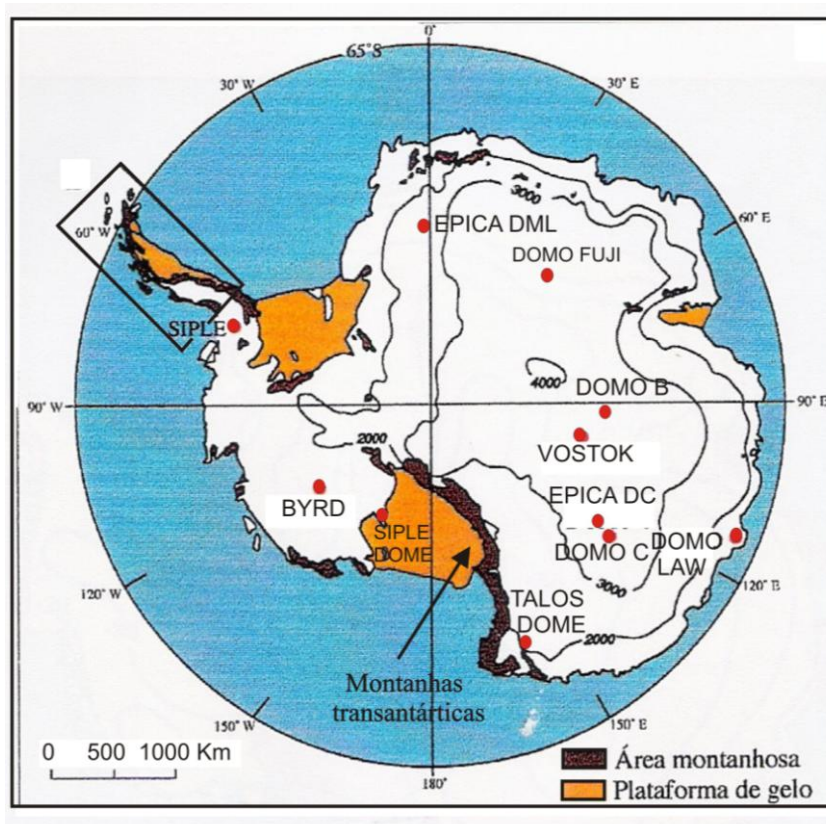 0°
65°S
30° W
30° E
3000
60° W
60° E
EPICA DML
DOMO FUJI
2000
SIPLE
4000
DOMO B
90° W
90° E
2000
VOSTOK
BYRD
EPICA DC
SIPLE
DOME
DOMO C
DOMO
LAW
3000
120° W
120° E
TALOS
DOME
2000
Montanhas
transantárticas
150° W
150° E
0 500 1000 Km
180°
Área montanhosa
Plataforma de gelo